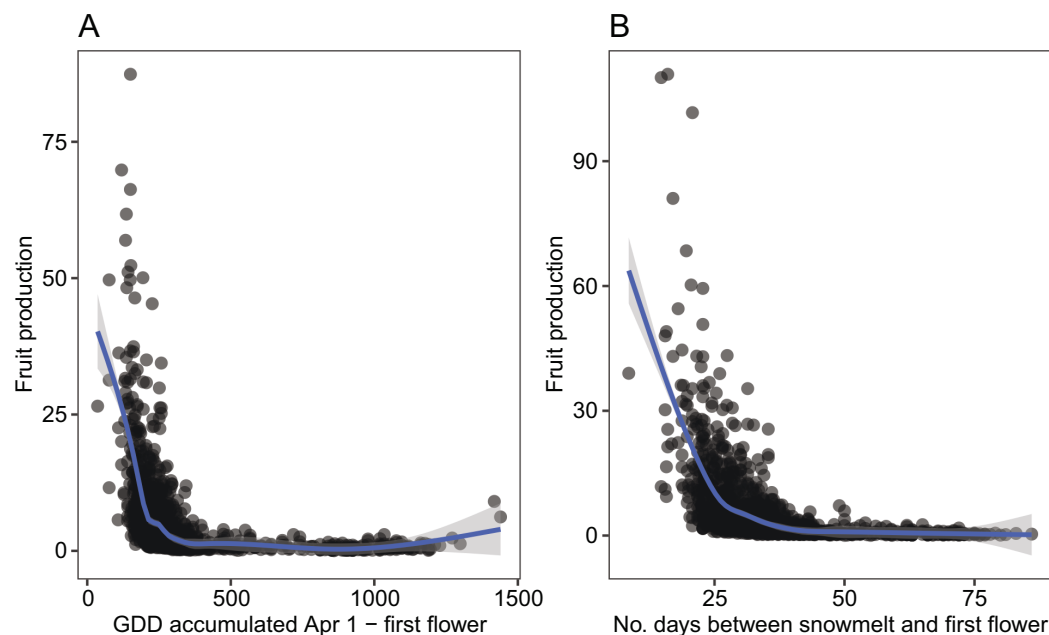 A
B
75
50
25
0
Fruit production
0
500
1000
1500
GDD accumulated Apr 1 − first flower
90
60
30
0
Fruit production
25
50
75
No. days between snowmelt and first flower